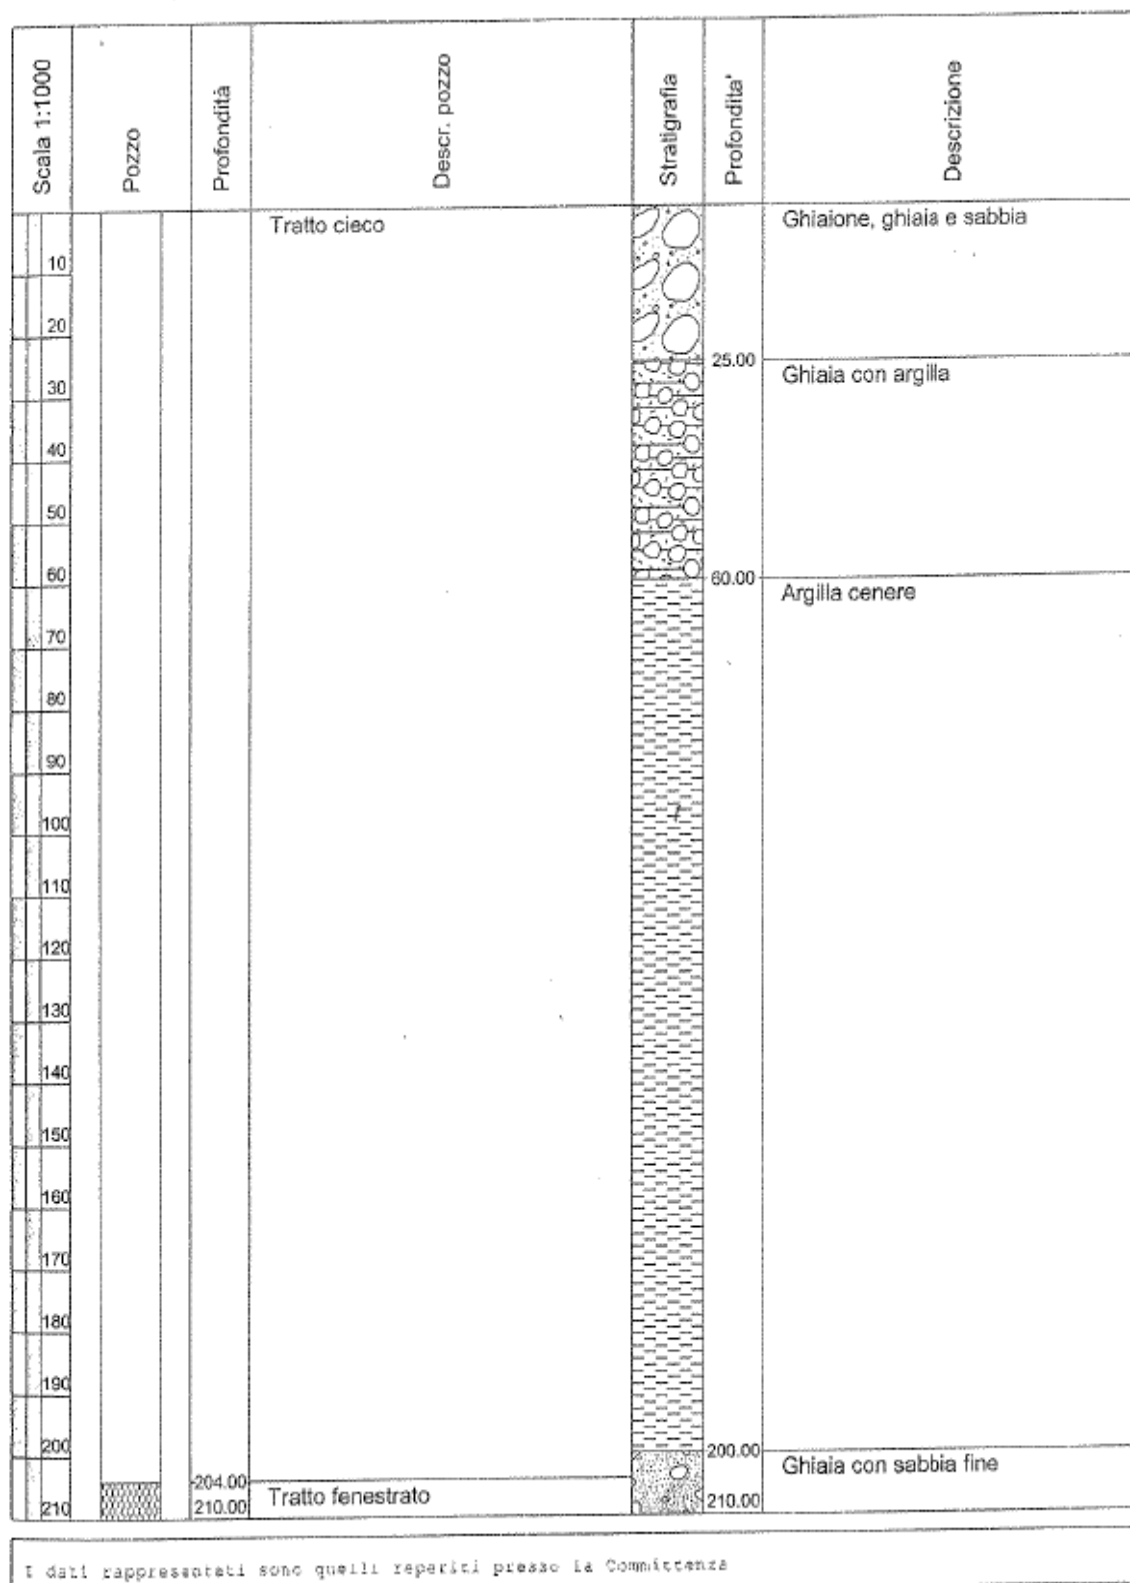 Scala 1:1000
Pozzo
Profondità
Descr. pozzo
Stratigrafia
Profondita'
Descrizione
Tratto cieco
Ghiaione, ghiaia e sabbia
10
20
25.00
Ghiaia con argilla
30
40
50
60
60.00
Argilla cenere
70
80
90
100
110
120
130
140
150
160
170
180
190
200
200.00
Ghiaia con sabbia fine
204.00
Tratto fenestrato
210
210.00
210.00
I dati rappresentati sono quelli reperiti presso la Committenza